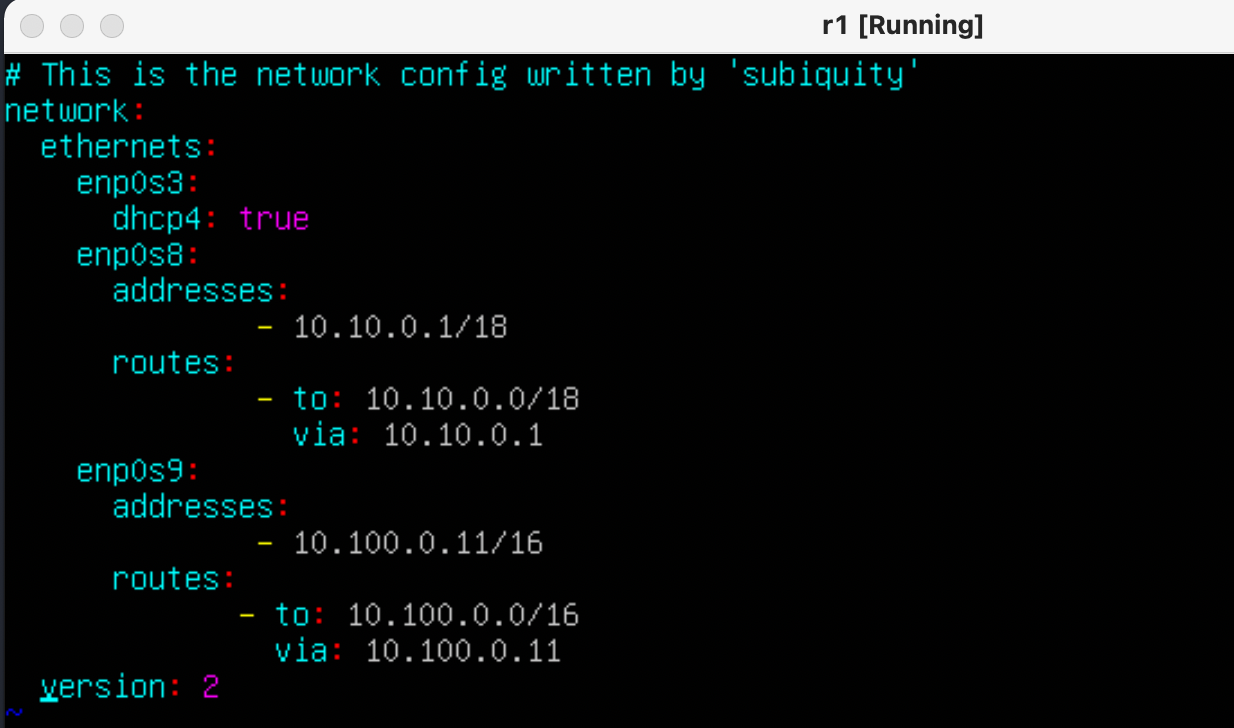 r1 [Running]
# This is the network config written by 'subiquity'
network:
  ethernets:
    enp0s3:
      dhcp4: true
    enp0s8:
      addresses:
              - 10.10.0.1/18
      routes:
              - to: 10.10.0.0/18
                via: 10.10.0.1
    enp0s9:
      addresses:
              - 10.100.0.11/16
      routes:
             - to: 10.100.0.0/16
               via: 10.100.0.11
  version: 2
~